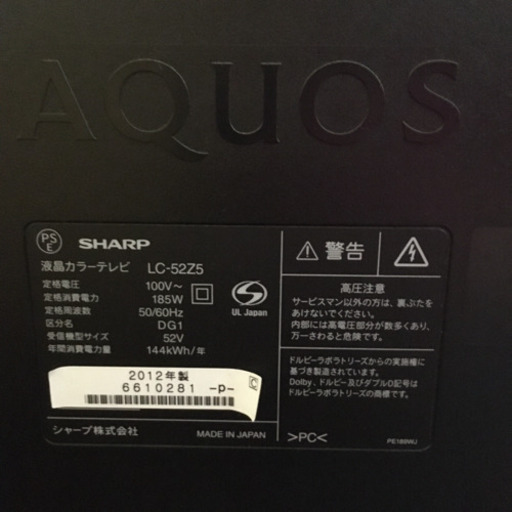 AQUOS
PS
E
SHARP
液晶カラーテレビ LC-52Z5
定格電圧 100V～
定格消費電力 185W
定格周波数 50/60Hz
区分名 DG1
受信機型サイズ 52V
年間消費電力量 144kWh/年
UL Japan
2012年製
6610281 -p-
シャープ株式会社 MADE IN JAPAN
警告
高圧注意
サービスマン以外の方は、裏ぶたを
あけないでください。
内部には高電圧部分が数多くあり、
万一さわると危険です。
ドルビーラボラトリーズからの実施権に
基づき製造されています。
Dolby、ドルビー及びダブルD記号は
ドルビーラボラトリーズの商標です。
>PC<